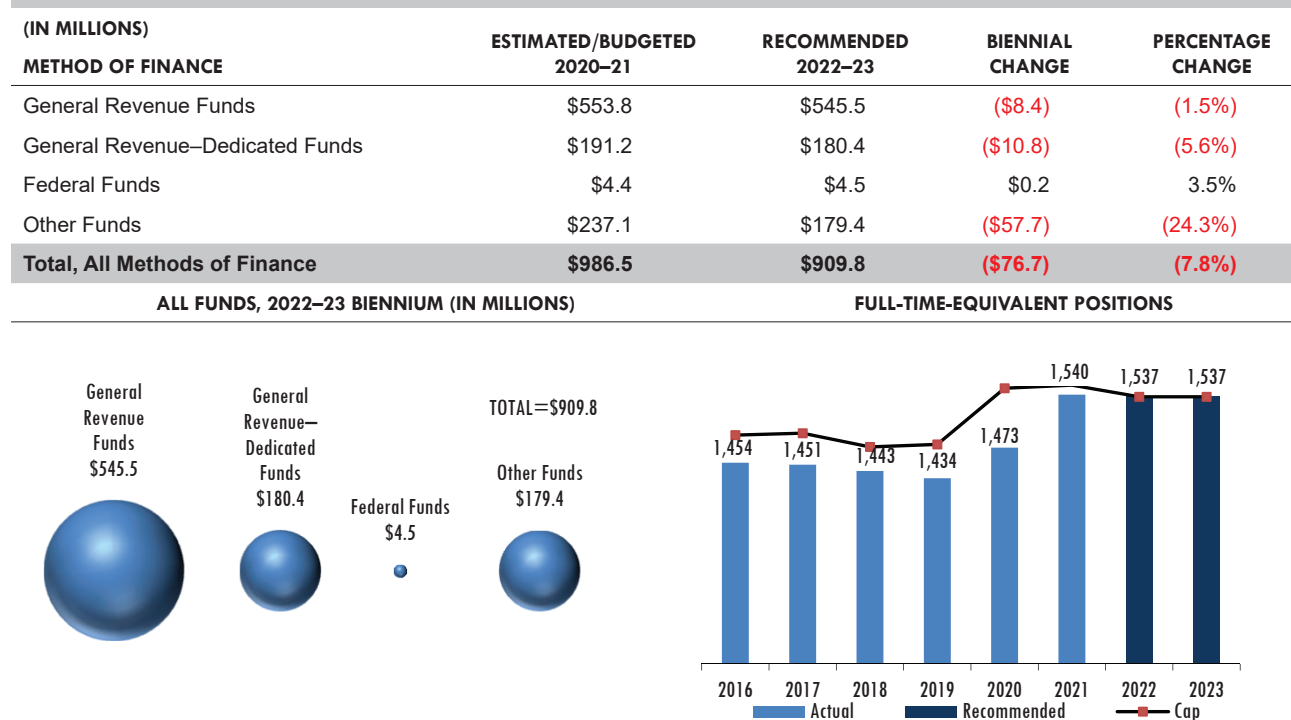 (IN MILLIONS)
METHOD OF FINANCE
ESTIMATED/BUDGETED
2020–21
RECOMMENDED
2022–23
BIENNIAL
CHANGE
PERCENTAGE
CHANGE
General Revenue Funds $553.8 $545.5 ($8.4) (1.5%)
General Revenue–Dedicated Funds $191.2 $180.4 ($10.8) (5.6%)
Federal Funds $4.4 $4.5 $0.2 3.5%
Other Funds $237.1 $179.4 ($57.7) (24.3%)
Total, All Methods of Finance $986.5 $909.8 ($76.7) (7.8%)
ALL FUNDS, 2022–23 BIENNIUM (IN MILLIONS)
General
Revenue
Funds
$545.5
General
Revenue–
Dedicated
Funds
$180.4
Federal Funds
$4.5
TOTAL=$909.8
Other Funds
$179.4
FULL-TIME-EQUIVALENT POSITIONS
1,454 1,451 1,443 1,434 1,473 1,540 1,537 1,537
2016 2017 2018 2019 2020 2021 2022 2023
Actual Recommended Cap